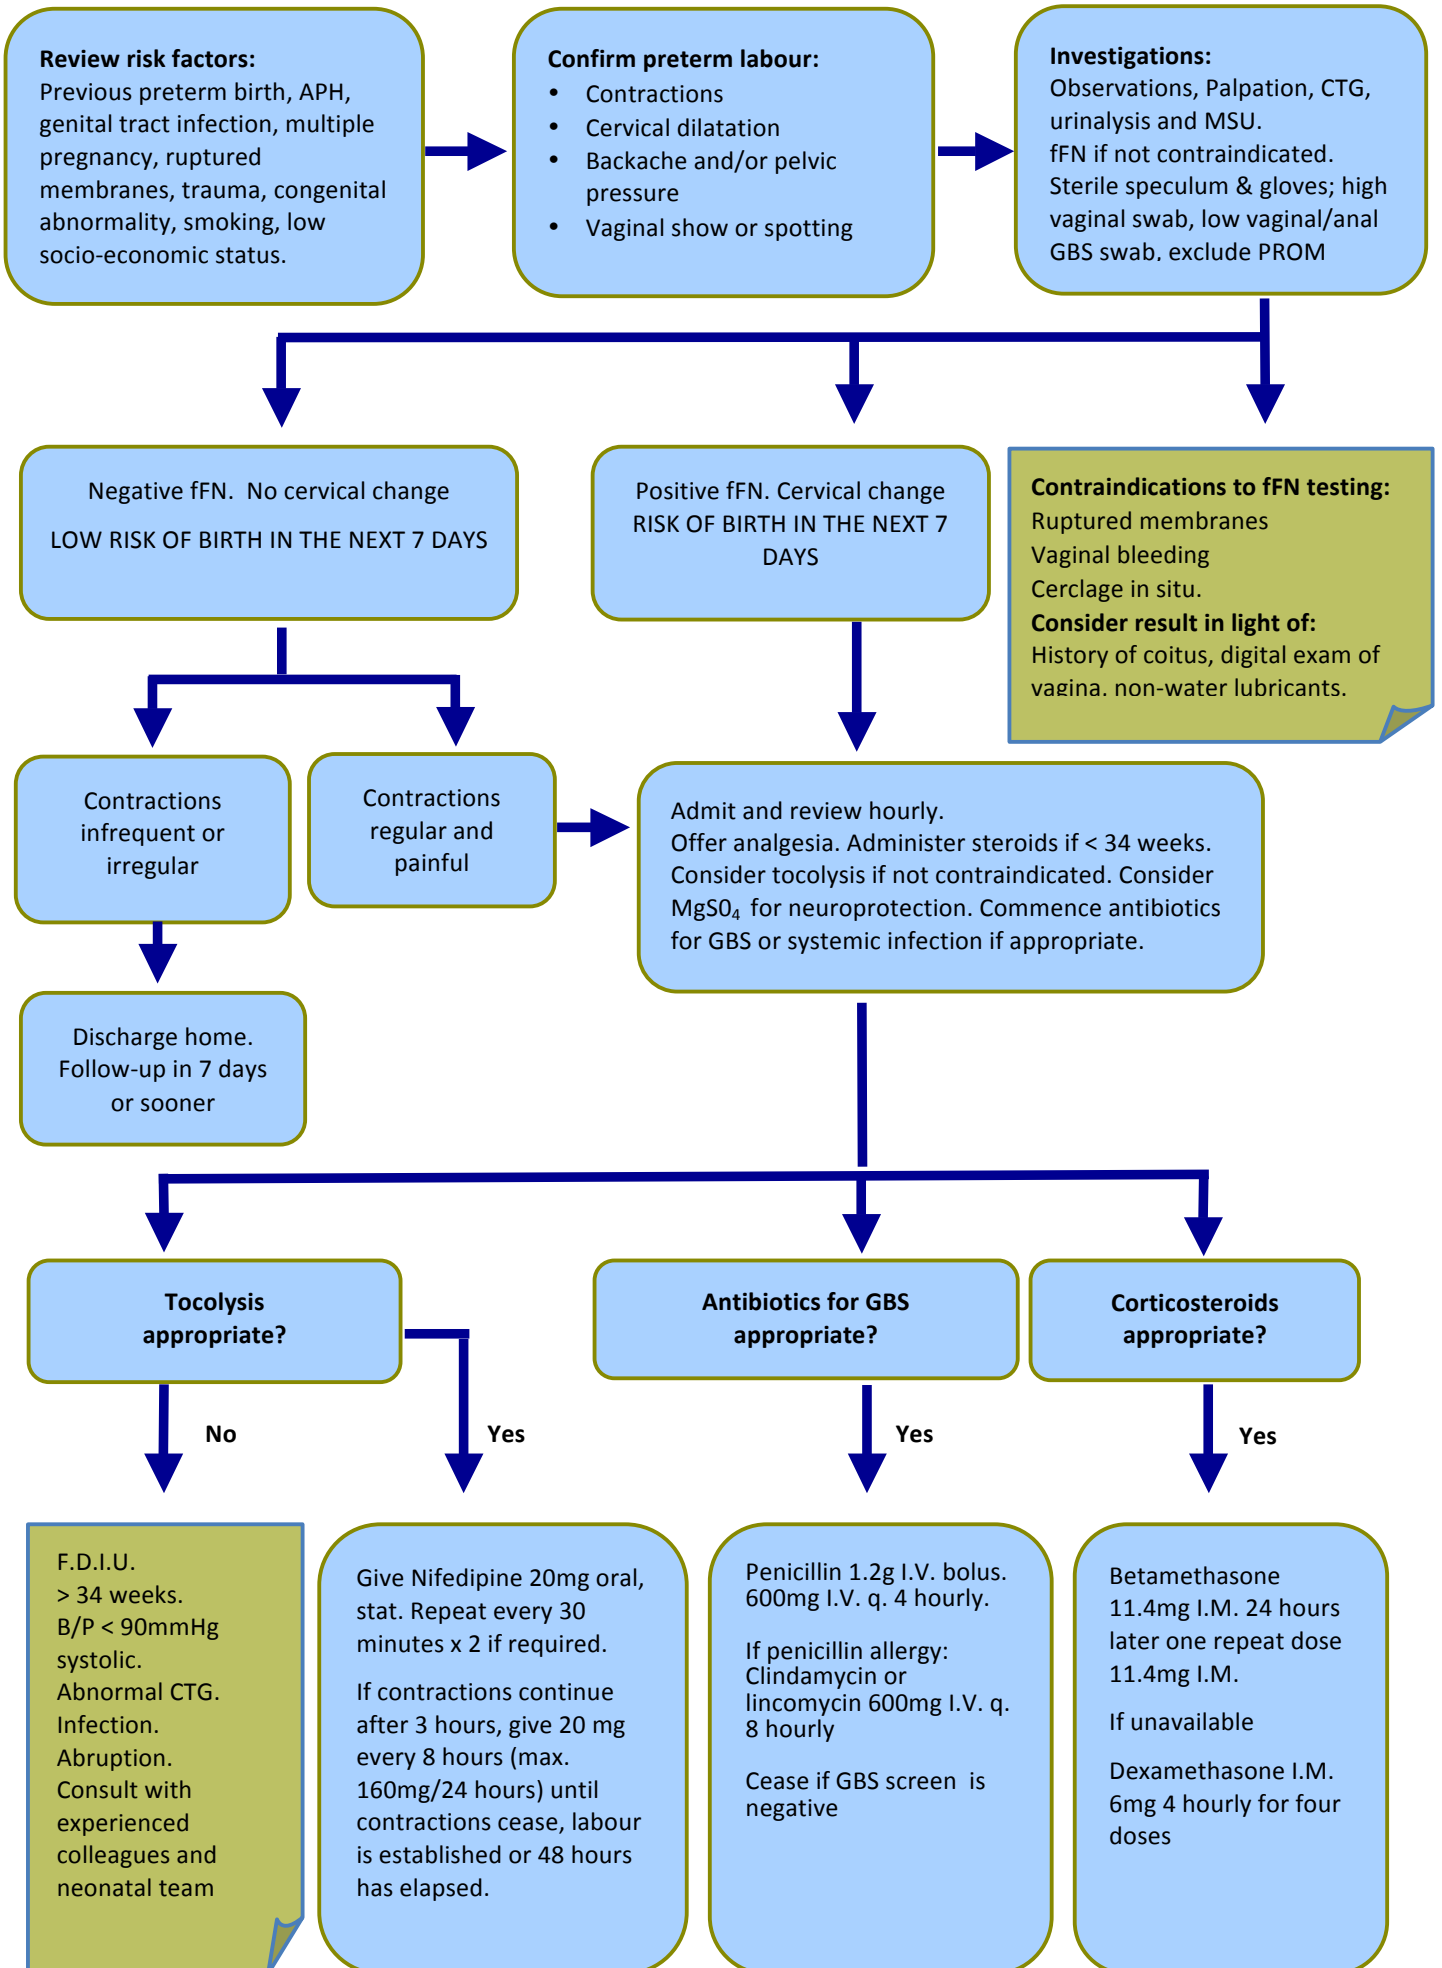 Review risk factors:
Previous preterm birth, APH,
genital tract infection, multiple
pregnancy, ruptured
membranes, trauma, congenital
abnormality, smoking, low
socio-economic status.
Confirm preterm labour:
• Contractions
• Cervical dilatation
• Backache and/or pelvic
pressure
• Vaginal show or spotting
Investigations:
Observations, Palpation, CTG,
urinalysis and MSU.
fFN if not contraindicated.
Sterile speculum & gloves; high
vaginal swab, low vaginal/anal
GBS swab, exclude PROM
Negative fFN. No cervical change
LOW RISK OF BIRTH IN THE NEXT 7 DAYS
Positive fFN. Cervical change
RISK OF BIRTH IN THE NEXT 7
DAYS
Contraindications to fFN testing:
Ruptured membranes
Vaginal bleeding
Cerclage in situ.
Consider result in light of:
History of coitus, digital exam of
vagina, non-water lubricants.
Contractions
infrequent or
irregular
Contractions
regular and
painful
Admit and review hourly.
Offer analgesia. Administer steroids if < 34 weeks.
Consider tocolysis if not contraindicated. Consider
MgS0₄ for neuroprotection. Commence antibiotics
for GBS or systemic infection if appropriate.
Discharge home.
Follow-up in 7 days
or sooner
Tocolysis
appropriate?
Antibiotics for GBS
appropriate?
Corticosteroids
appropriate?
No
Yes
Yes
Yes
F.D.I.U.
> 34 weeks.
B/P < 90mmHg
systolic.
Abnormal CTG.
Infection.
Abruption.
Consult with
experienced
colleagues and
neonatal team
Give Nifedipine 20mg oral,
stat. Repeat every 30
minutes x 2 if required.
If contractions continue
after 3 hours, give 20 mg
every 8 hours (max.
160mg/24 hours) until
contractions cease, labour
is established or 48 hours
has elapsed.
Penicillin 1.2g I.V. bolus.
600mg I.V. q. 4 hourly.
If penicillin allergy:
Clindamycin or
lincomycin 600mg I.V. q.
8 hourly
Cease if GBS screen is
negative
Betamethasone
11.4mg I.M. 24 hours
later one repeat dose
11.4mg I.M.
If unavailable
Dexamethasone I.M.
6mg 4 hourly for four
doses